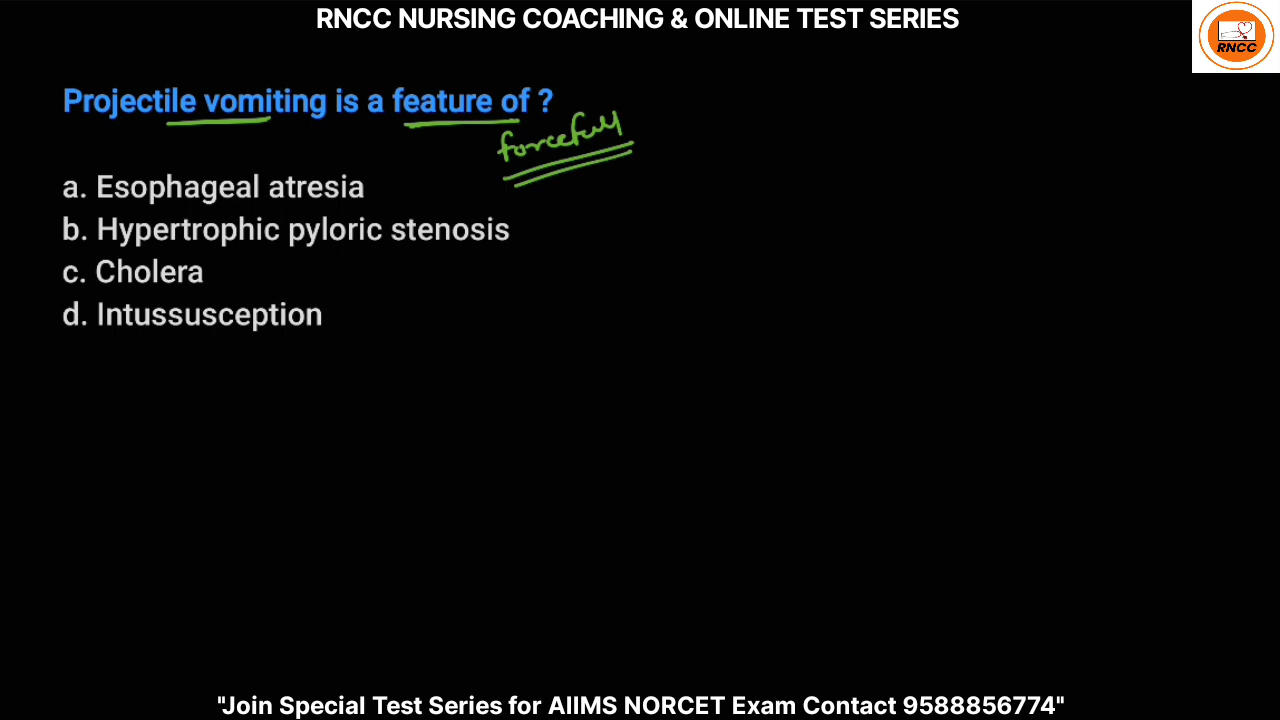 RNCC NURSING COACHING & ONLINE TEST SERIES
RNCC
Projectile vomiting is a feature of ?
forcefull
a. Esophageal atresia
b. Hypertrophic pyloric stenosis
c. Cholera
d. Intussusception
"Join Special Test Series for AIIMS NORCET Exam Contact 9588856774"